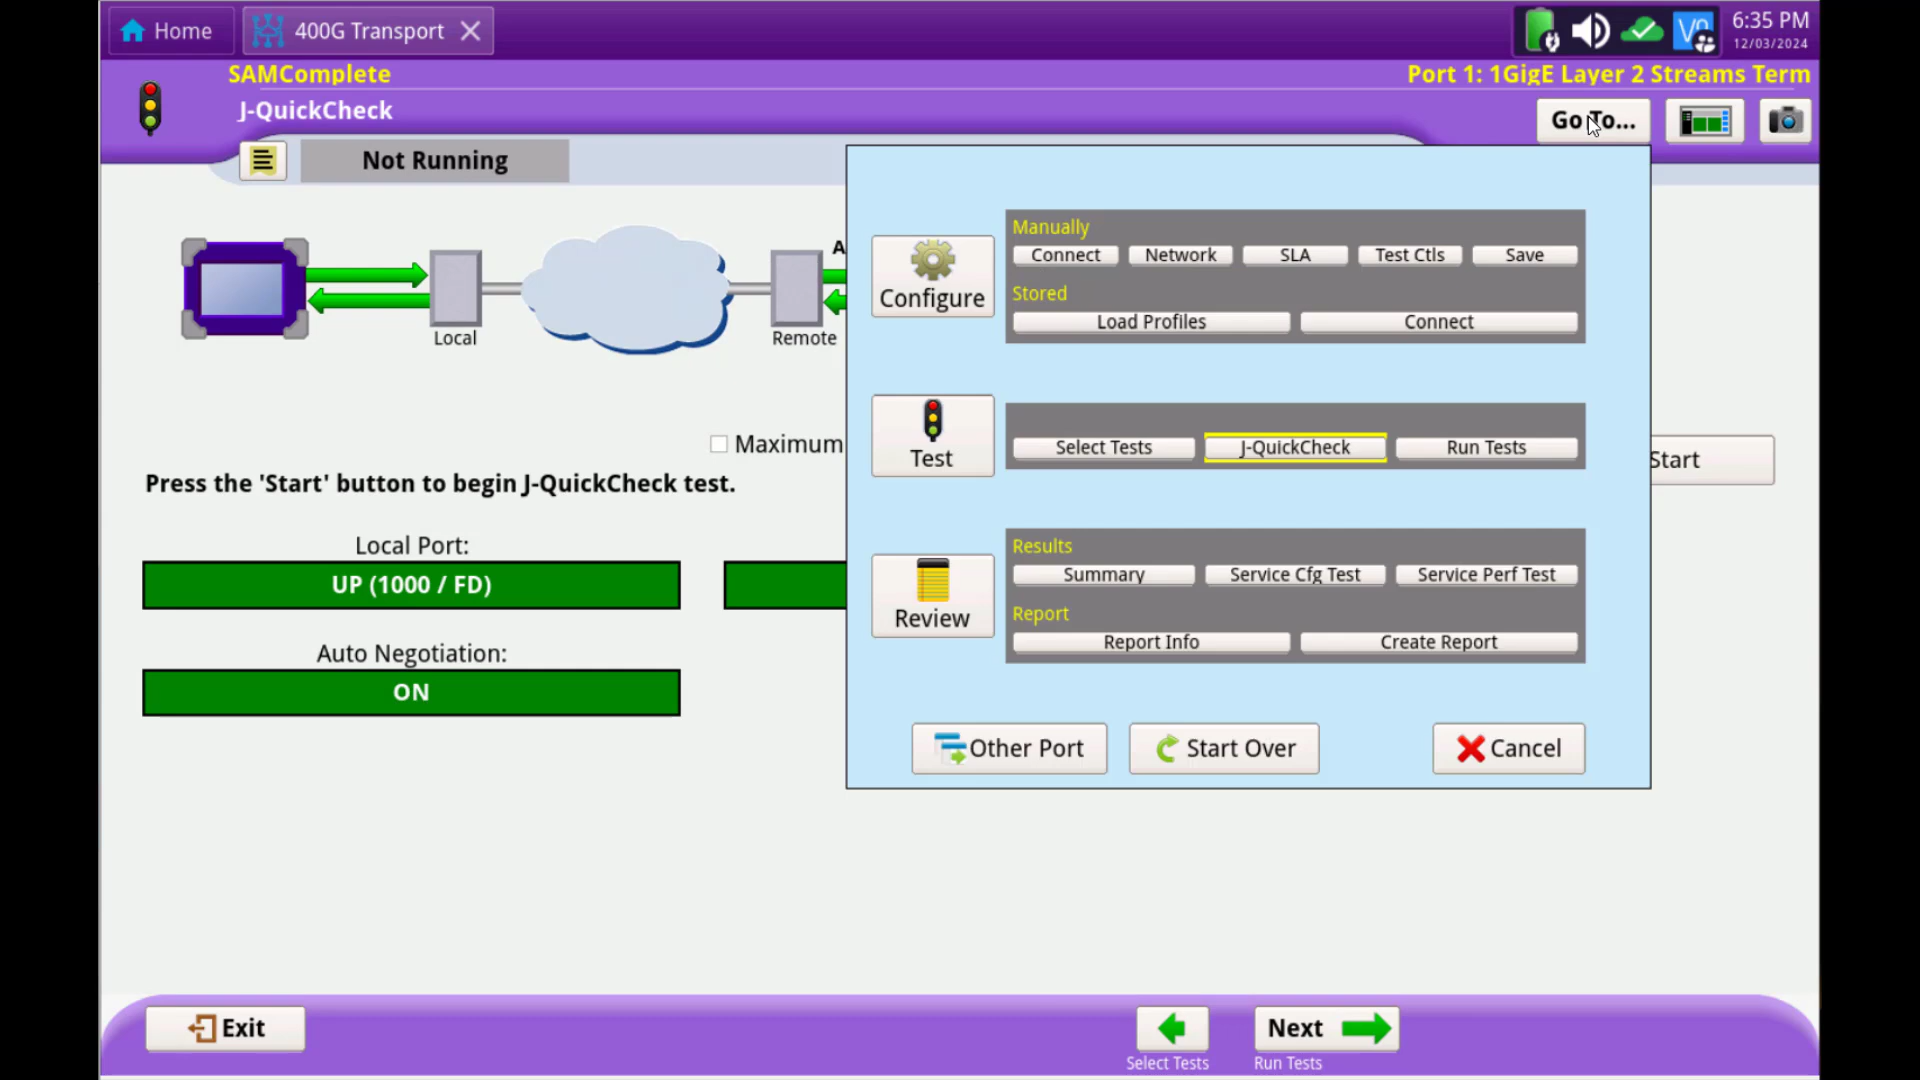 Home
400G Transport
6:35 PM
12/03/2024
SAMComplete
Port 1: 1GigE Layer 2 Streams Term
J-QuickCheck
Go To...
Not Running
Local
Remote
A
Maximum
Press the 'Start' button to begin J-QuickCheck test.
Start
Local Port:
UP (1000 / FD)
Auto Negotiation:
ON
Configure
Manually
Connect
Network
SLA
Test Ctls
Save
Stored
Load Profiles
Connect
Test
Select Tests
J-QuickCheck
Run Tests
Review
Results
Summary
Service Cfg Test
Service Perf Test
Report
Report Info
Create Report
Other Port
Start Over
Cancel
Exit
Next
Select Tests
Run Tests